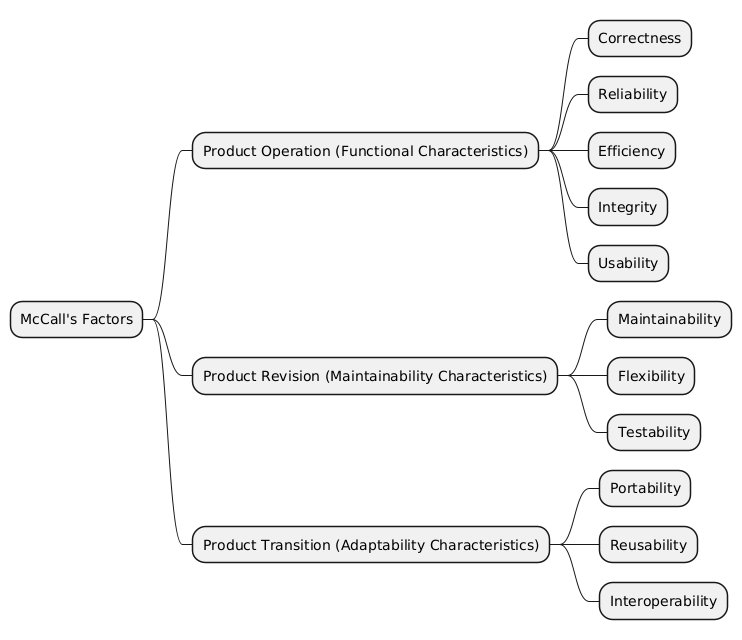 McCall's Factors
Product Operation (Functional Characteristics)
Correctness
Reliability
Efficiency
Integrity
Usability
Product Revision (Maintainability Characteristics)
Maintainability
Flexibility
Testability
Product Transition (Adaptability Characteristics)
Portability
Reusability
Interoperability